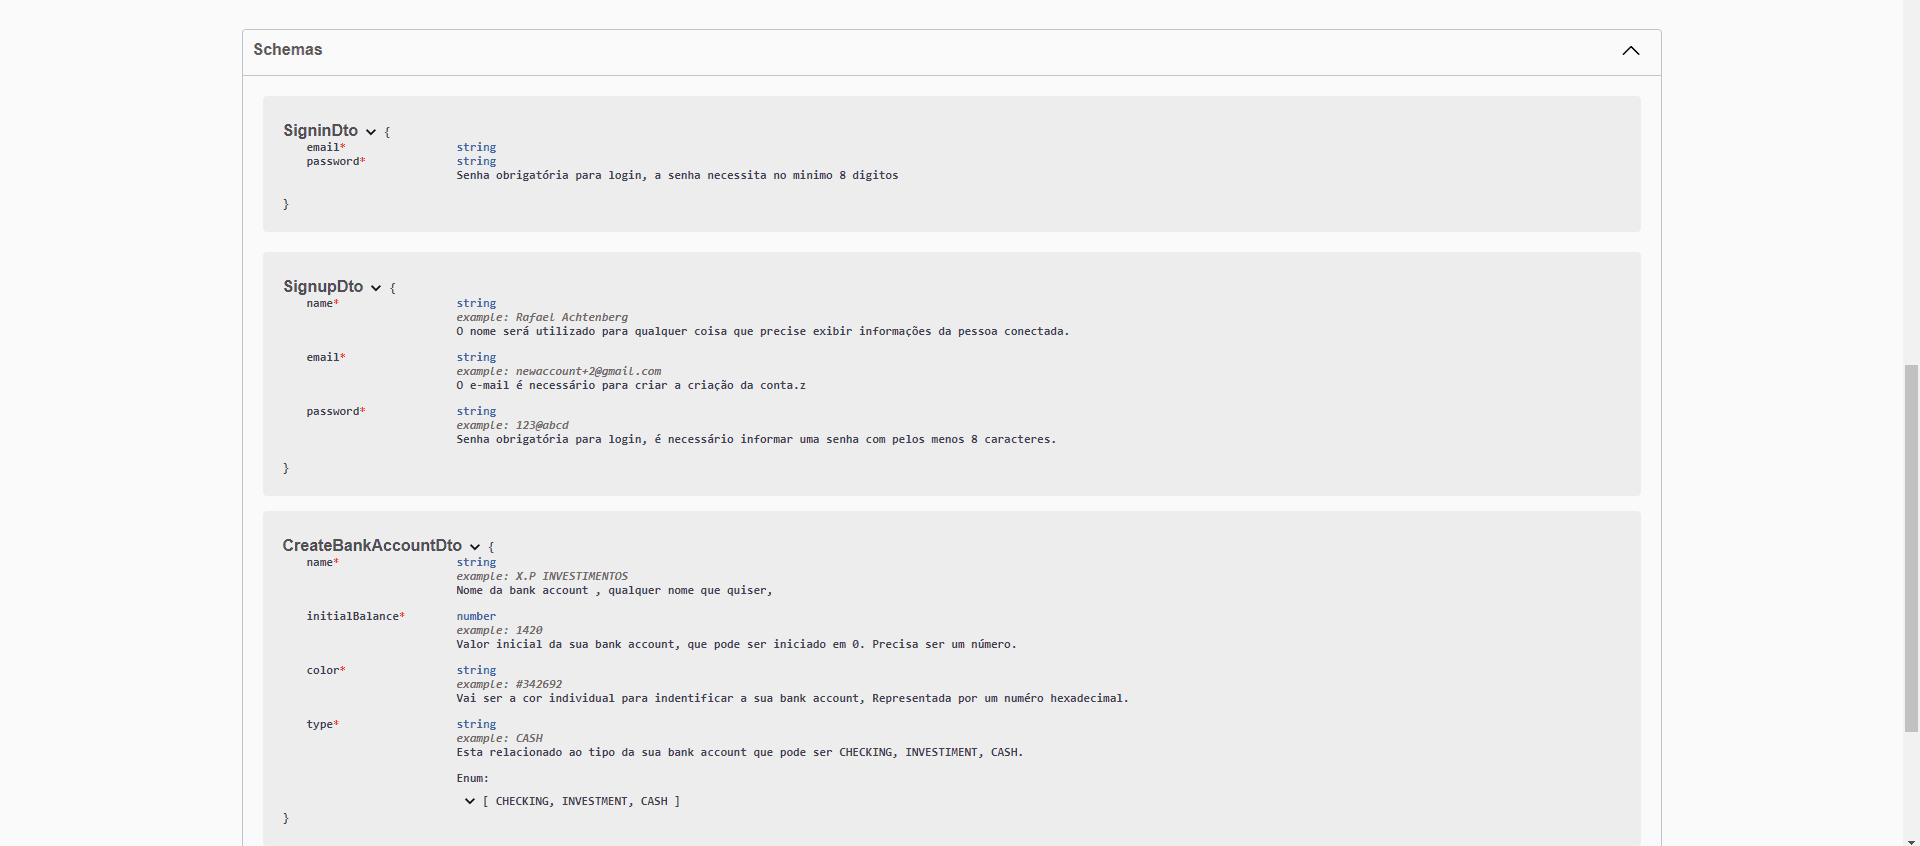 Schemas
SigninDto {
email* string
password* string
Senha obrigatória para login, a senha necessita no minimo 8 digitos
}
SignupDto {
name* string
example: Rafael Achtenberg
O nome será utilizado para qualquer coisa que precise exibir informações da pessoa conectada.
email* string
example: newaccount+2@gmail.com
O e-mail é necessário para criar a criação da conta.z
password* string
example: 123@abcd
Senha obrigatória para login, é necessário informar uma senha com pelos menos 8 caracteres.
}
CreateBankAccountDto {
name* string
example: X.P INVESTIMENTOS
Nome da bank account , qualquer nome que quiser,
initialBalance* number
example: 1420
Valor inicial da sua bank account, que pode ser iniciado em 0. Precisa ser um número.
color* string
example: #342692
Vai ser a cor individual para indentificar a sua bank account, Representada por um numéro hexadecimal.
type* string
example: CASH
Esta relacionado ao tipo da sua bank account que pode ser CHECKING, INVESTIMENT, CASH.
Enum:
[ CHECKING, INVESTMENT, CASH ]
}